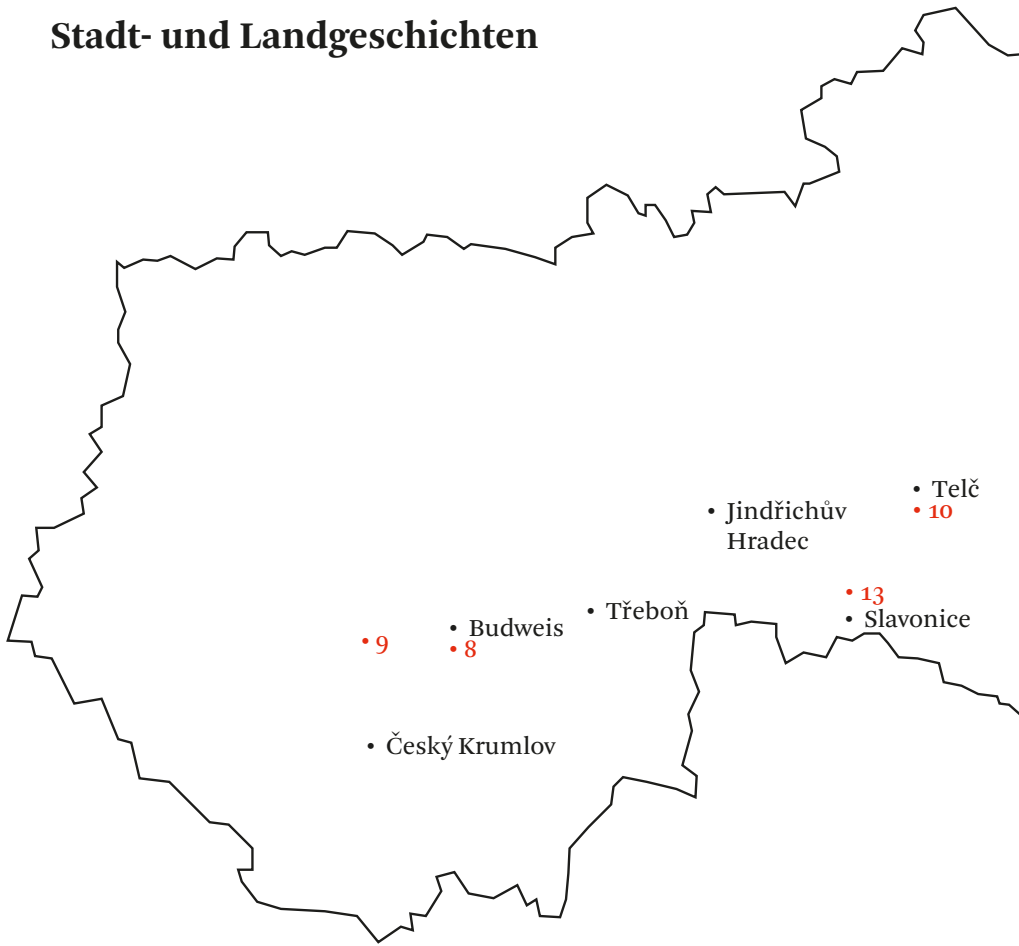 Stadt- und Landgeschichten
Telč
10
Jindřichův
Hradec
13
Slavonice
Třeboň
Budweis
8
9
Český Krumlov